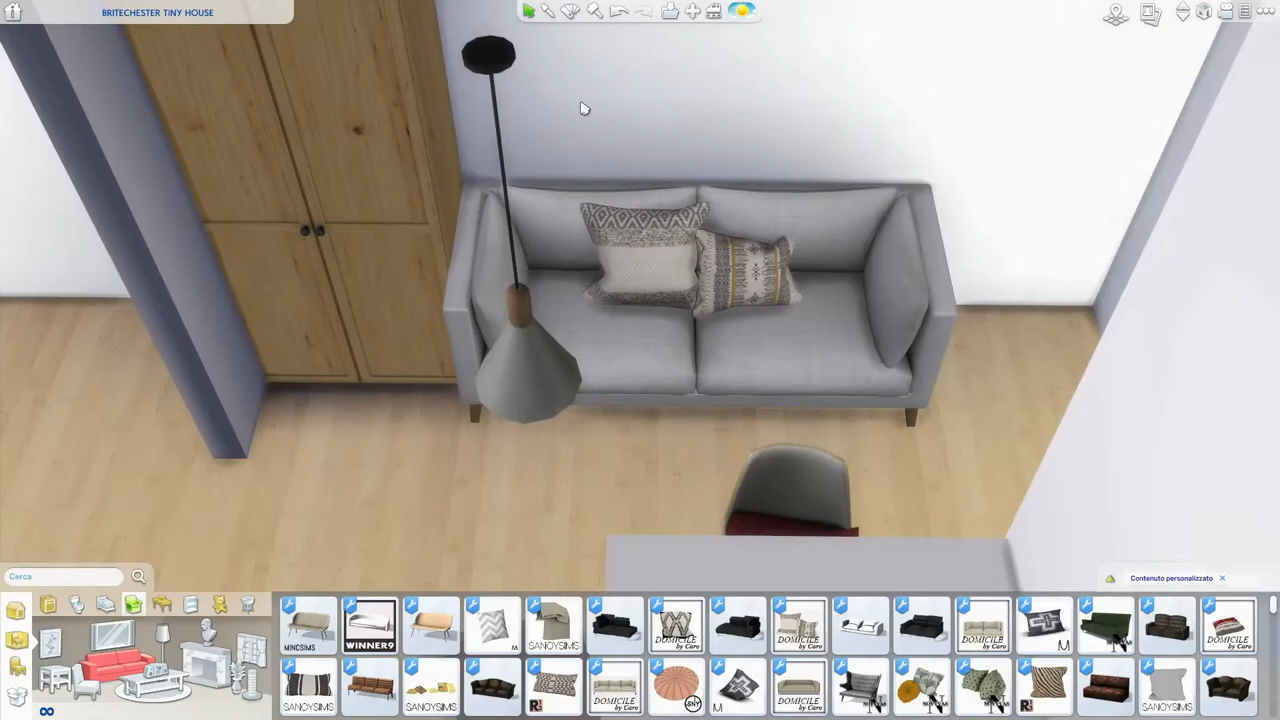 BRITECHESTER TINY HOUSE
Cerca
Contenuto personalizzato
MINCSIMS
WINNER9
M
SANOYSIMS
DOMICILE
by Caro
DOMICILE
by Caro
DOMICILE
by Caro
M
DOMICILE
by Caro
SANOYSIMS
SANOYSIMS
DOMICILE
by Caro
SNY
M
DOMICILE
by Caro
SANOYSIMS